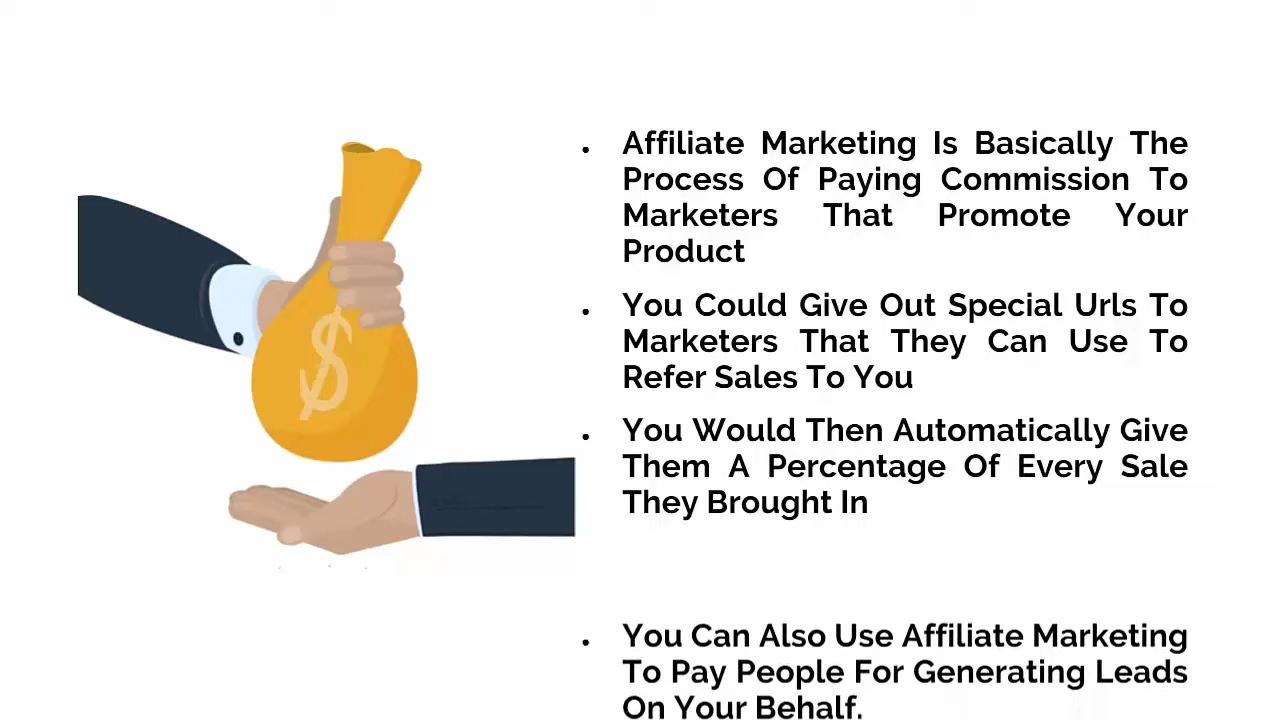 Affiliate Marketing Is Basically The
Process Of Paying Commission To
Marketers That Promote Your
Product
You Could Give Out Special Urls To
Marketers That They Can Use To
Refer Sales To You
You Would Then Automatically Give
Them A Percentage Of Every Sale
They Brought In
You Can Also Use Affiliate Marketing
To Pay People For Generating Leads
On Your Behalf.
$